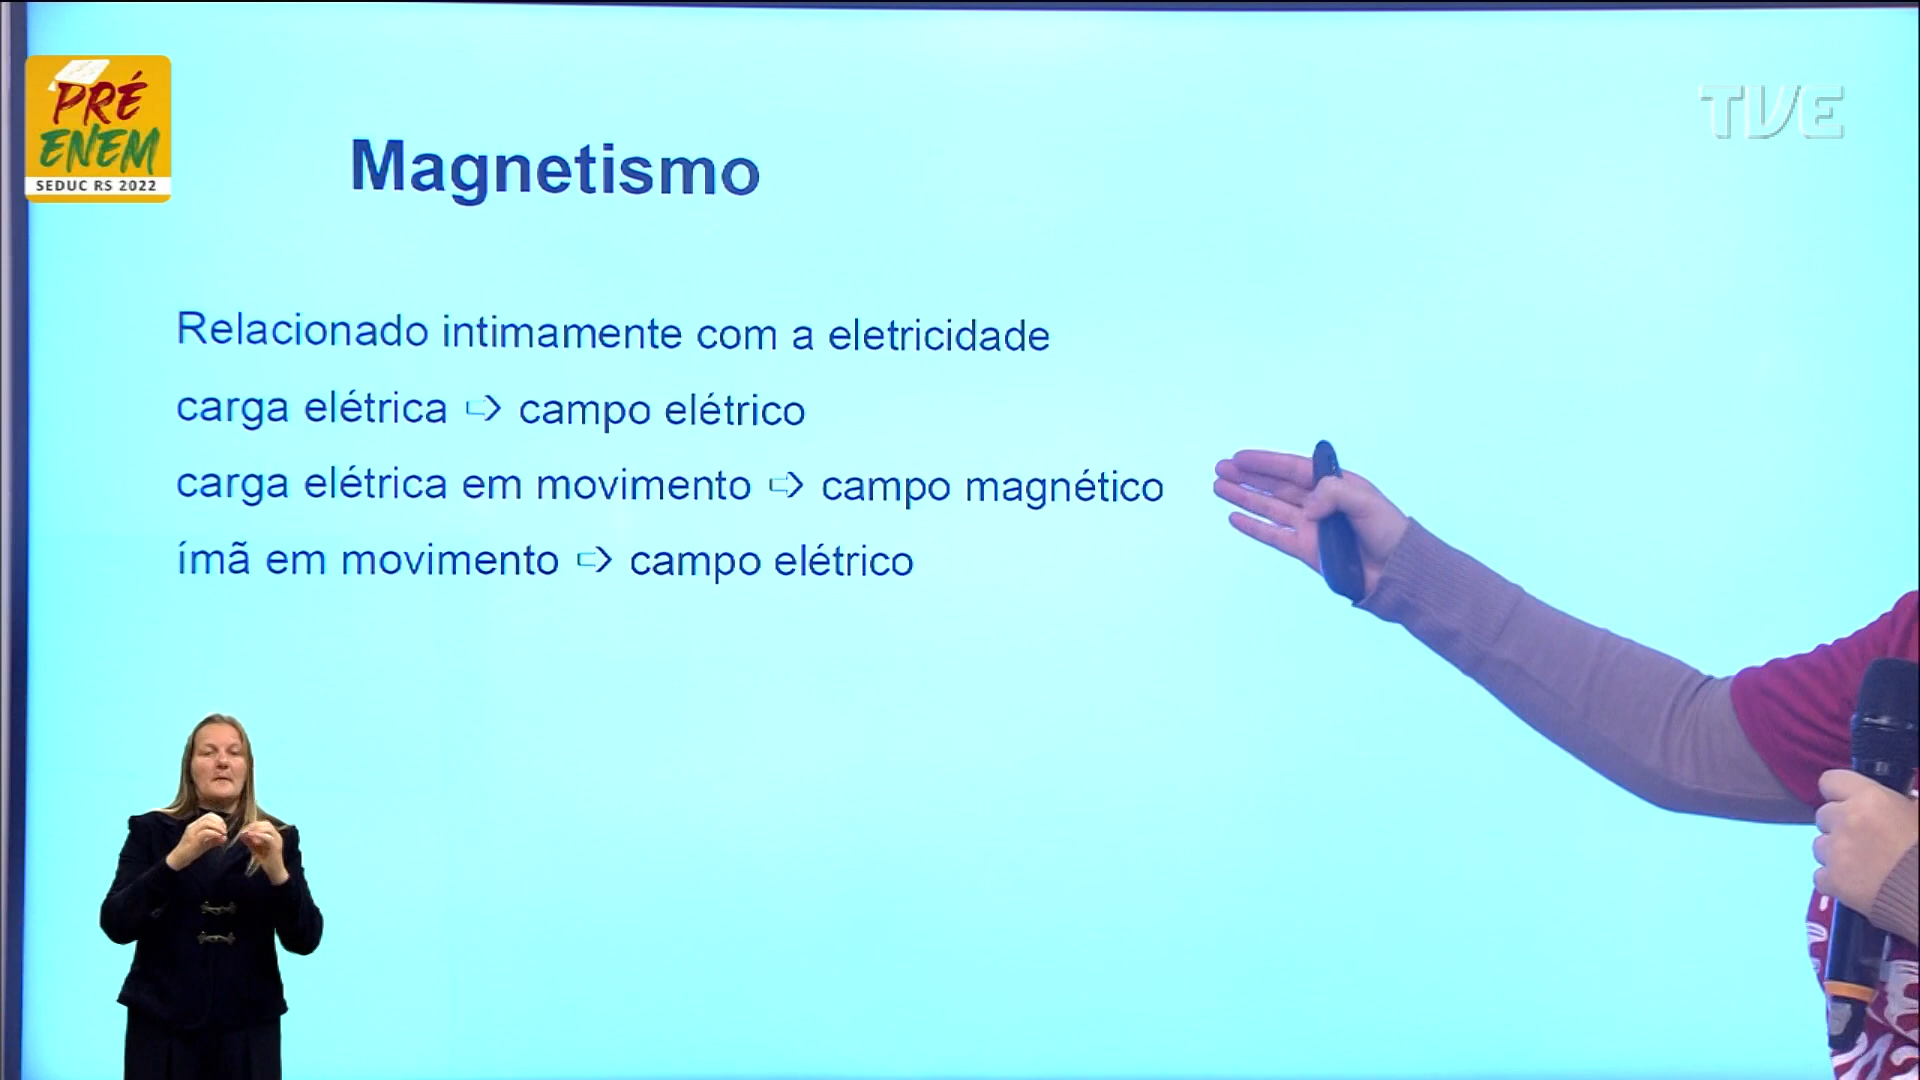 PRÉ
ENEM
SEDUC RS 2022
TVE
Magnetismo
Relacionado intimamente com a eletricidade
carga elétrica ➩ campo elétrico
carga elétrica em movimento ➩ campo magnético
ímã em movimento ➩ campo elétrico